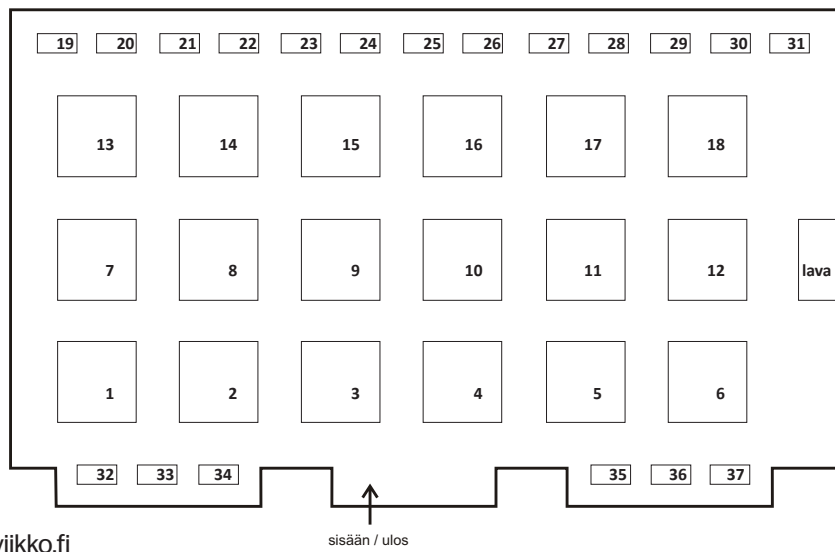 19 20 21 22 23 24 25 26 27 28 29 30 31
13 14 15 16 17 18
7 8 9 10 11 12 lava
1 2 3 4 5 6
32 33 34 35 36 37
sisään / ulos
viikko.fi